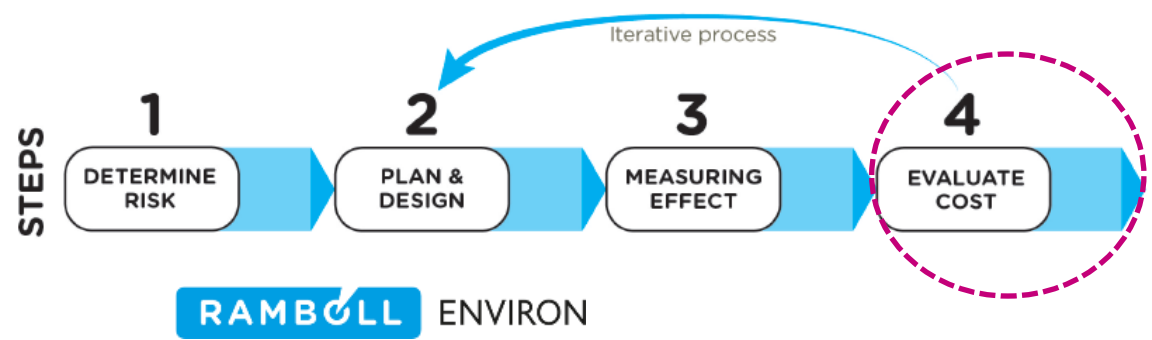 Iterative process
1
2
3
4
STEPS
DETERMINE
RISK
PLAN &
DESIGN
MEASURING
EFFECT
EVALUATE
COST
RAMBOLL ENVIRON